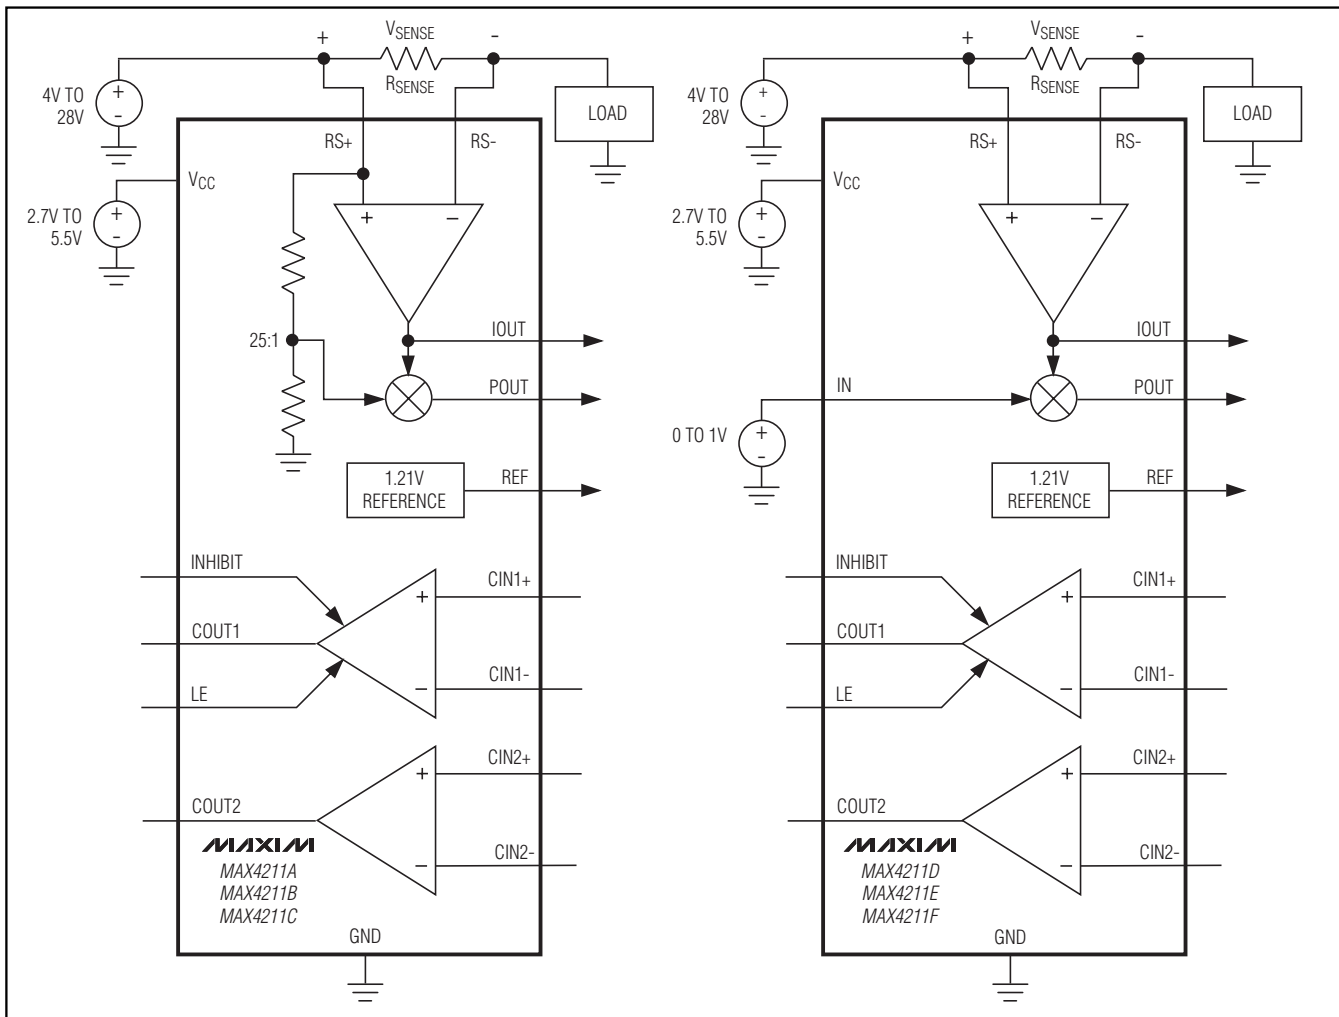 + VSENSE -
RSENSE
4V TO
28V
LOAD
RS+ RS-
VCC
2.7V TO
5.5V
+ −
+
-
+
-
25:1
IOUT
POUT
1.21V
REFERENCE
REF
INHIBIT
COUT1
LE
+
−
CIN1+
CIN1-
COUT2
+
−
CIN2+
CIN2-
MAXIM
MAX4211A
MAX4211B
MAX4211C
GND
+ VSENSE -
RSENSE
4V TO
28V
LOAD
RS+ RS-
VCC
2.7V TO
5.5V
+ −
+
-
+
-
IOUT
IN
POUT
0 TO 1V
+
-
1.21V
REFERENCE
REF
INHIBIT
COUT1
LE
+
−
CIN1+
CIN1-
COUT2
+
−
CIN2+
CIN2-
MAXIM
MAX4211D
MAX4211E
MAX4211F
GND